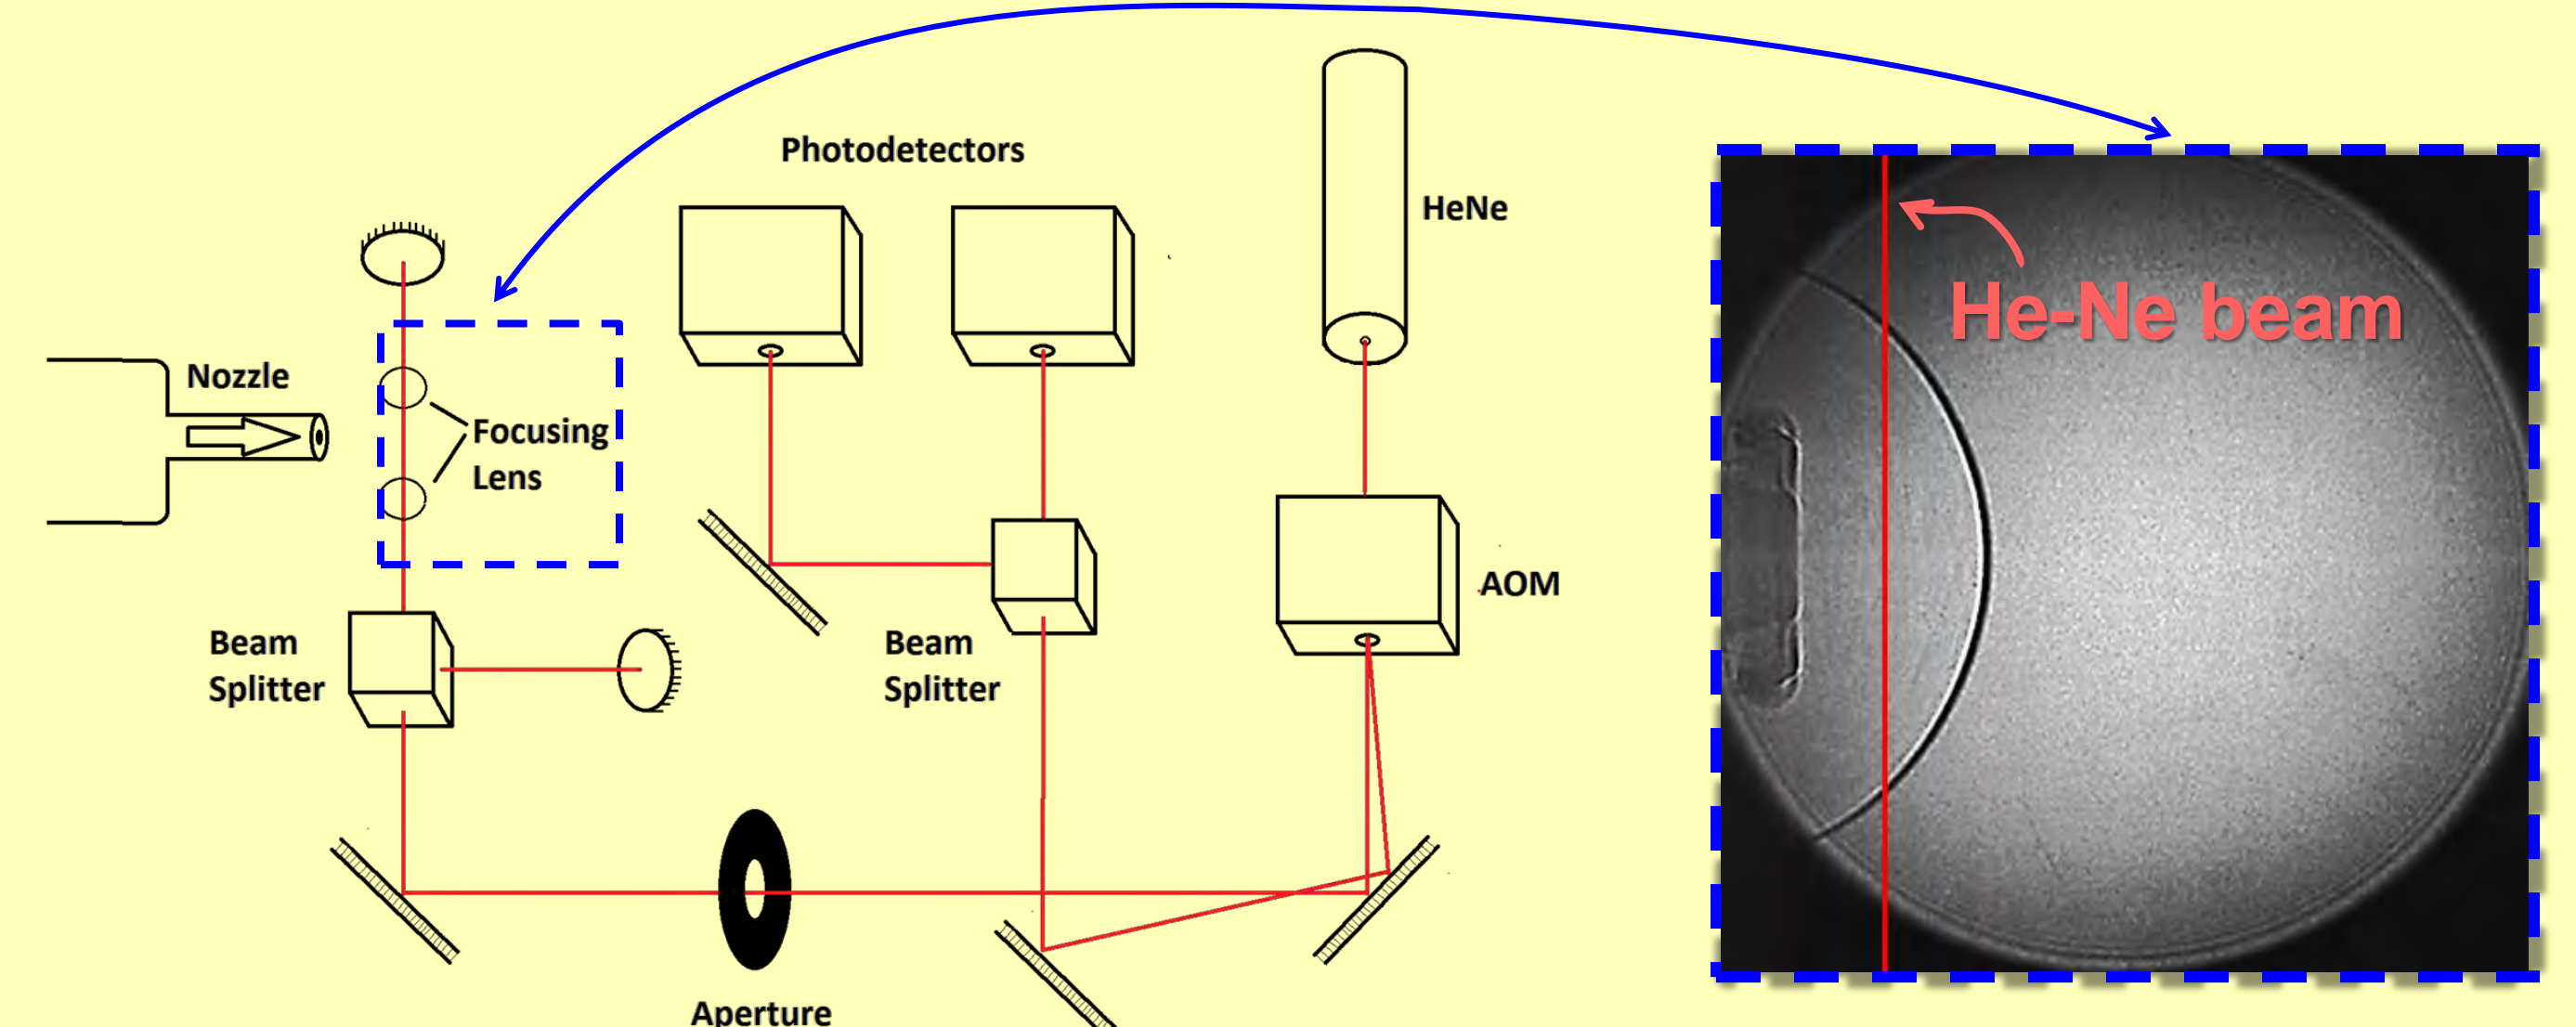 Photodetectors
HeNe
Nozzle
Focusing
Lens
He-Ne beam
AOM
Beam
Splitter
Beam
Splitter
Aperture